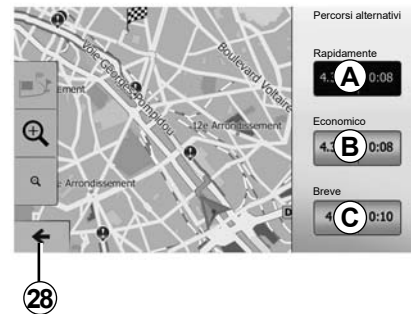 Percorsi alternativi
Boulevard Voltaire
Voie Georges Pompidou
Rapidamente
A 0:08
ement
12e Arrondissement
Economico
B 0:08
e Arrondissement
Breve
C 0:10
D
28